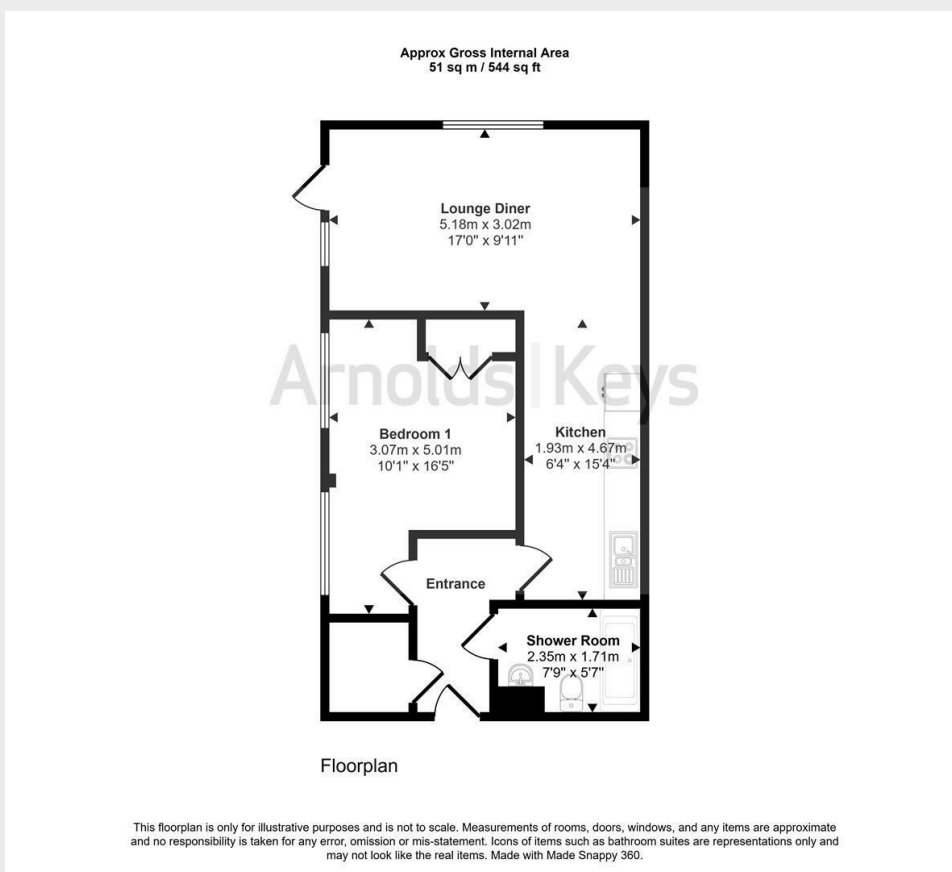 Approx Gross Internal Area
51 sq m / 544 sq ft
Lounge Diner
5.18m x 3.02m
17'0" x 9'11"
Arnolds Keys
Bedroom 1
3.07m x 5.01m
10'1" x 16'5"
Kitchen
1.93m x 4.67m
6'4" x 15'4"
Entrance
Shower Room
2.35m x 1.71m
7'9" x 5'7"
Floorplan
This floorplan is only for illustrative purposes and is not to scale. Measurements of rooms, doors, windows, and any items are approximate
and no responsibility is taken for any error, omission or mis-statement. Icons of items such as bathroom suites are representations only and
may not look like the real items. Made with Made Snappy 360.